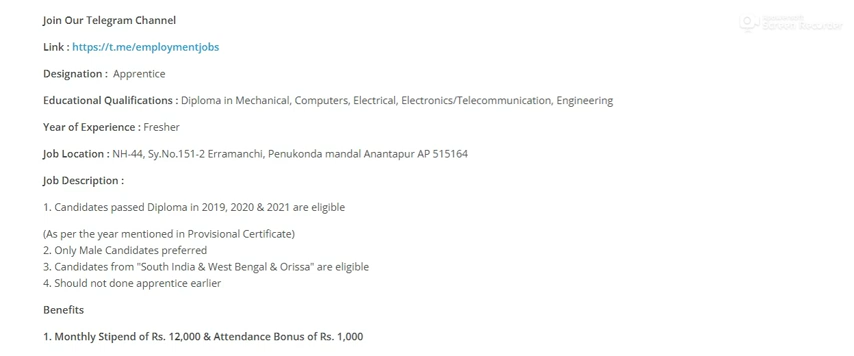 Join Our Telegram Channel
Link : https://t.me/employmentjobs
Designation :  Apprentice
Educational Qualifications : Diploma in Mechanical, Computers, Electrical, Electronics/Telecommunication, Engineering
Year of Experience : Fresher
Job Location : NH-44, Sy.No.151-2 Erramanchi, Penukonda mandal Anantapur AP 515164
Job Description :
1. Candidates passed Diploma in 2019, 2020 & 2021 are eligible
(As per the year mentioned in Provisional Certificate)
2. Only Male Candidates preferred
3. Candidates from "South India & West Bengal & Orissa" are eligible
4. Should not done apprentice earlier
Benefits
1. Monthly Stipend of Rs. 12,000 & Attendance Bonus of Rs. 1,000
Screen Recorder